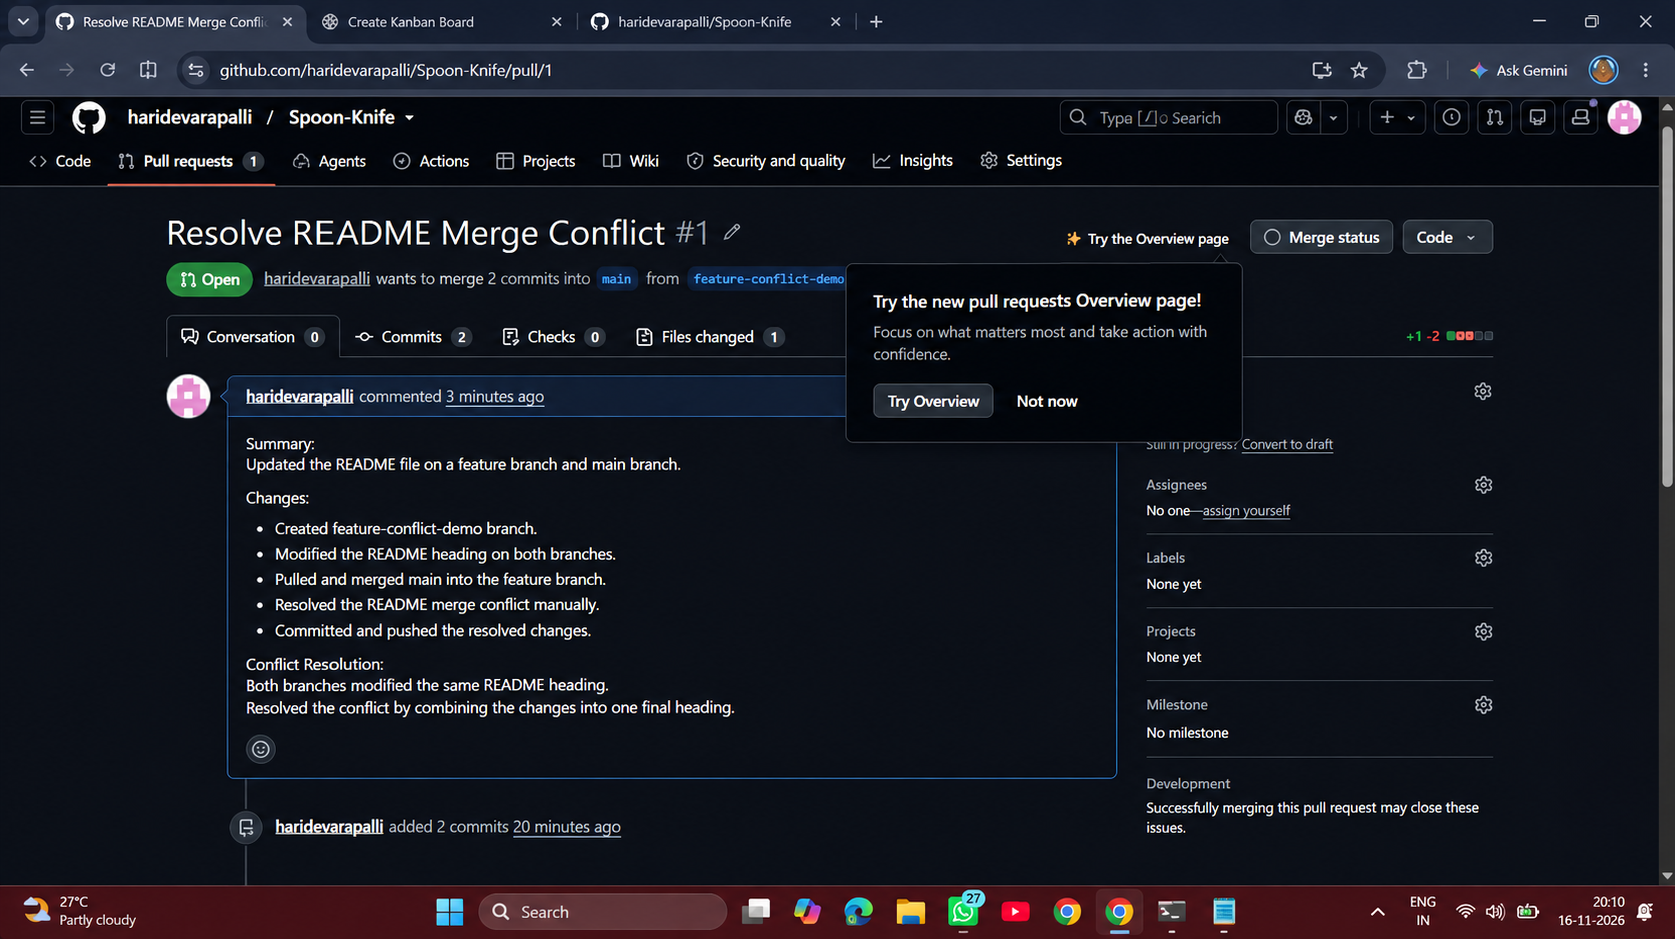 Resolve README Merge Confli
Create Kanban Board
haridevarapalli/Spoon-Knife
github.com/haridevarapalli/Spoon-Knife/pull/1
Ask Gemini
haridevarapalli / Spoon-Knife
Type [/] o Search
Code
Pull requests 1
Agents
Actions
Projects
Wiki
Security and quality
Insights
Settings
Resolve README Merge Conflict #1
Try the Overview page
Merge status
Code
Open
haridevarapalli wants to merge 2 commits into main from feature-conflict-demo
Try the new pull requests Overview page!
Focus on what matters most and take action with
confidence.
Try Overview
Not now
Conversation 0
Commits 2
Checks 0
Files changed 1
+1 -2
haridevarapalli commented 3 minutes ago
Summary:
Updated the README file on a feature branch and main branch.
Changes:
• Created feature-conflict-demo branch.
• Modified the README heading on both branches.
• Pulled and merged main into the feature branch.
• Resolved the README merge conflict manually.
• Committed and pushed the resolved changes.
Conflict Resolution:
Both branches modified the same README heading.
Resolved the conflict by combining the changes into one final heading.
haridevarapalli added 2 commits 20 minutes ago
Still in progress? Convert to draft
Assignees
No one—assign yourself
Labels
None yet
Projects
None yet
Milestone
No milestone
Development
Successfully merging this pull request may close these
issues.
27°C
Partly cloudy
Search
27
ENG
IN
20:10
16-11-2026